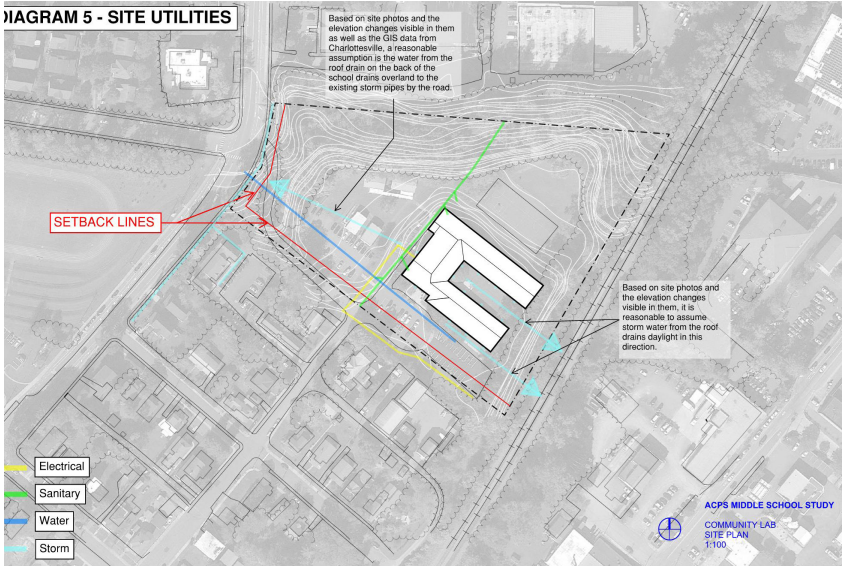 DIAGRAM 5 - SITE UTILITIES
Based on site photos and the
elevation changes visible in them
as well as the GIS data from
Charlottesville, a reasonable
assumption is the water from the
roof drain on the back of the
school drains overland to the
existing storm pipes by the road.
SETBACK LINES
Based on site photos and
the elevation changes
visible in them, it is
reasonable to assume
storm water from the roof
drains daylight in this
direction.
Electrical
Sanitary
Water
Storm
ACPS MIDDLE SCHOOL STUDY
COMMUNITY LAB
SITE PLAN
1:100